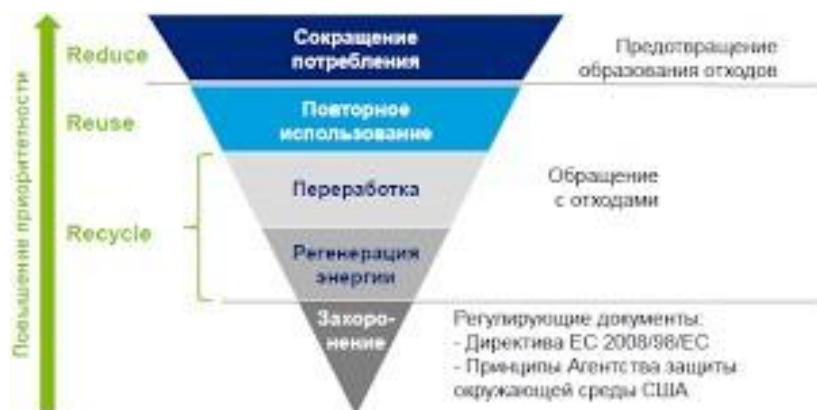 Повышение приоритетности
Reduce
Сокращение
потребления
Предотвращение
образования отходов
Reuse
Повторное
использование
Recycle
Переработка
Обращение
с отходами
Регенерация
энергии
Захоро-
нение
Регулирующие документы:
- Директива ЕС 2008/98/ЕС
- Принципы Агентства защиты
окружающей среды США